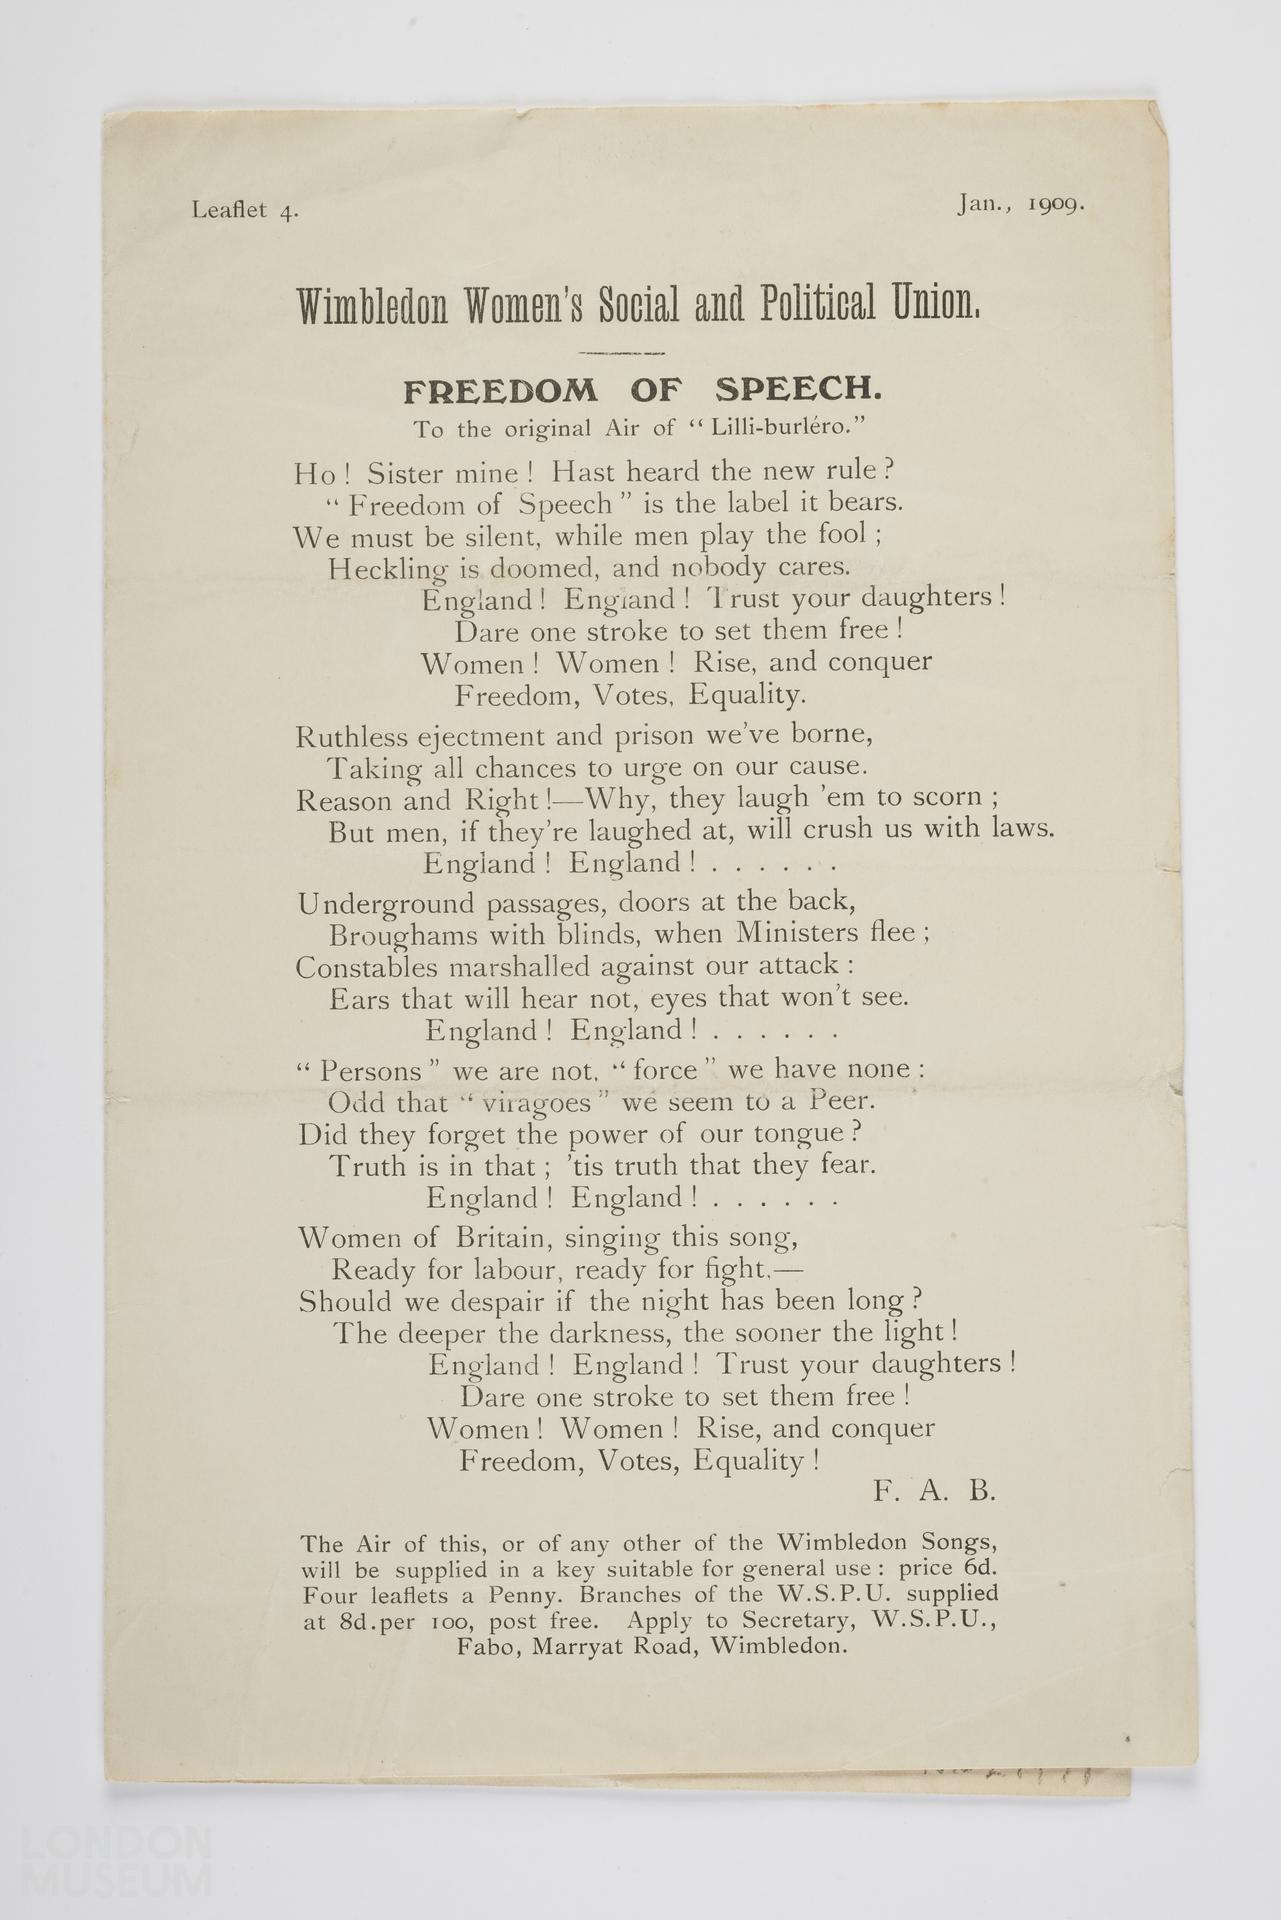 Leaflet 4.
Jan., 1909.
Wimbledon Women's Social and Political Union.
FREEDOM OF SPEECH.
To the original Air of “Lilli-burléro.”
Ho! Sister mine! Hast heard the new rule?
“Freedom of Speech” is the label it bears.
We must be silent, while men play the fool;
Heckling is doomed, and nobody cares.
England! England! Trust your daughters!
Dare one stroke to set them free!
Women! Women! Rise, and conquer
Freedom, Votes, Equality.
Ruthless ejectment and prison we've borne,
Taking all chances to urge on our cause.
Reason and Right!—Why, they laugh 'em to scorn;
But men, if they're laughed at, will crush us with laws.
England! England! . . . . . .
Underground passages, doors at the back,
Broughams with blinds, when Ministers flee;
Constables marshalled against our attack:
Ears that will hear not, eyes that won't see.
England! England! . . . . . .
“Persons” we are not, “force” we have none:
Odd that “viragoes” we seem to a Peer.
Did they forget the power of our tongue?
Truth is in that; 'tis truth that they fear.
England! England! . . . . . .
Women of Britain, singing this song,
Ready for labour, ready for fight,—
Should we despair if the night has been long?
The deeper the darkness, the sooner the light!
England! England! Trust your daughters!
Dare one stroke to set them free!
Women! Women! Rise, and conquer
Freedom, Votes, Equality!
F. A. B.
The Air of this, or of any other of the Wimbledon Songs,
will be supplied in a key suitable for general use: price 6d.
Four leaflets a Penny. Branches of the W.S.P.U. supplied
at 8d.per 100, post free. Apply to Secretary, W.S.P.U.,
Fabo, Marryat Road, Wimbledon.
LONDON
MUSEUM